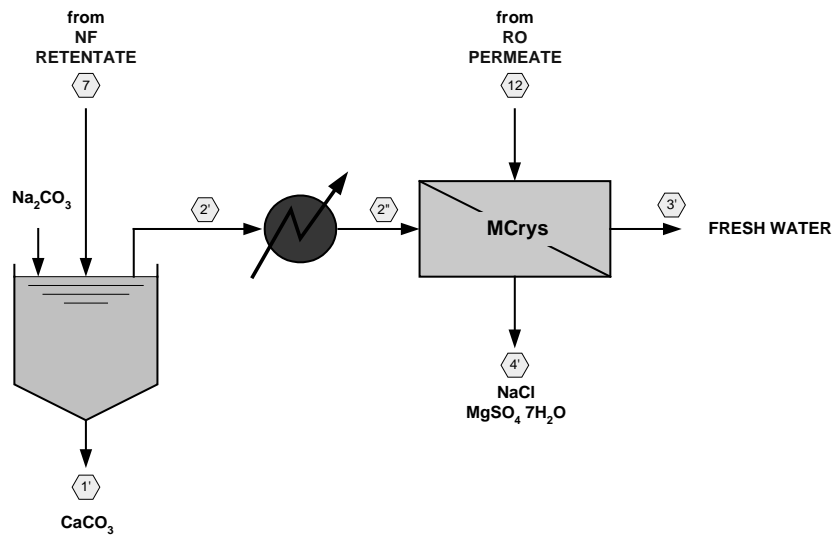 from
NF
RETENTATE
7
from
RO
PERMEATE
12
Na₂CO₃
2'
2"
MCrys
3'
FRESH WATER
4'
NaCl
MgSO₄ 7H₂O
1'
CaCO₃